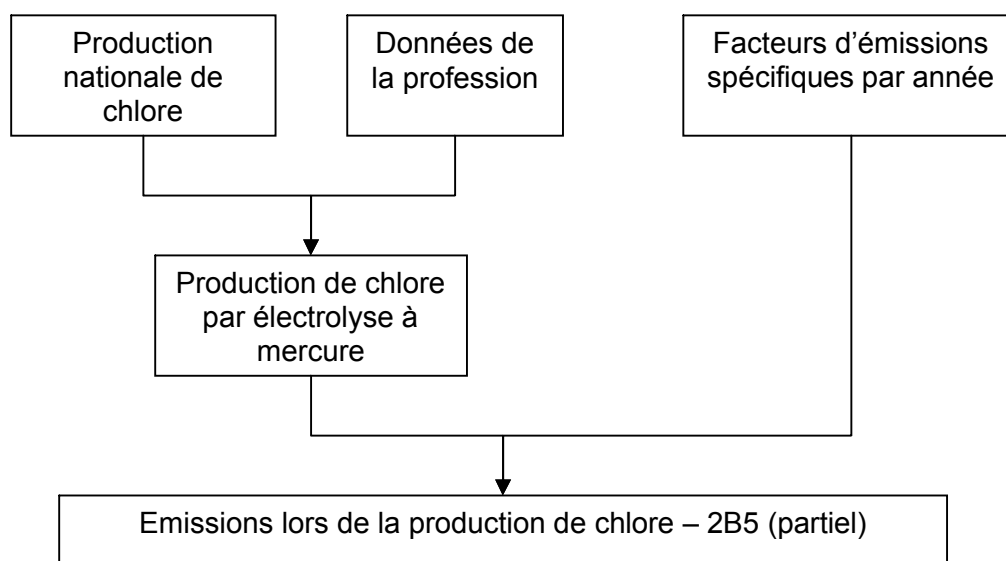 Production
nationale de
chlore
Données de
la profession
Facteurs d’émissions
spécifiques par année
Production de chlore
par électrolyse à
mercure
Emissions lors de la production de chlore – 2B5 (partiel)